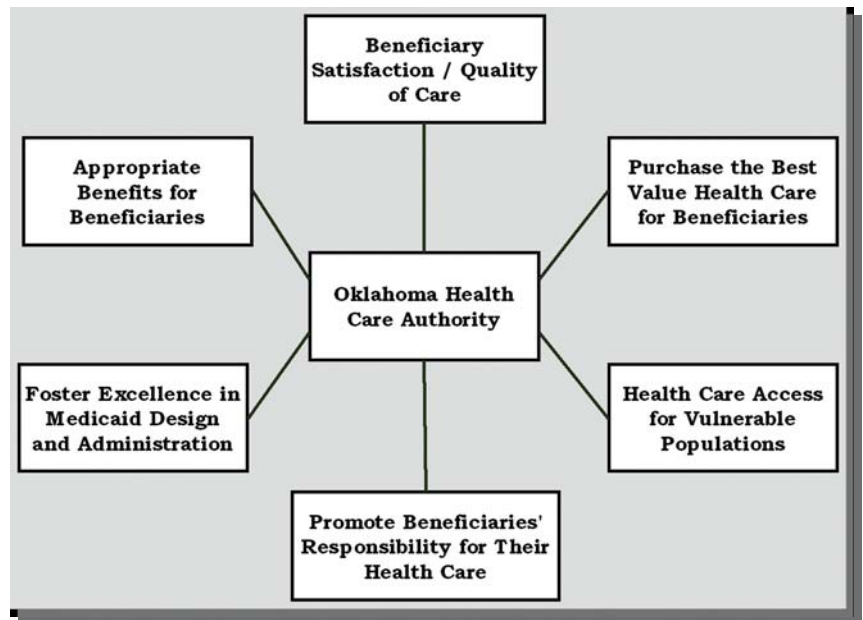 Beneficiary
Satisfaction / Quality
of Care
Appropriate
Benefits for
Beneficiaries
Purchase the Best
Value Health Care
for Beneficiaries
Oklahoma Health
Care Authority
Foster Excellence in
Medicaid Design
and Administration
Health Care Access
for Vulnerable
Populations
Promote Beneficiaries'
Responsibility for Their
Health Care